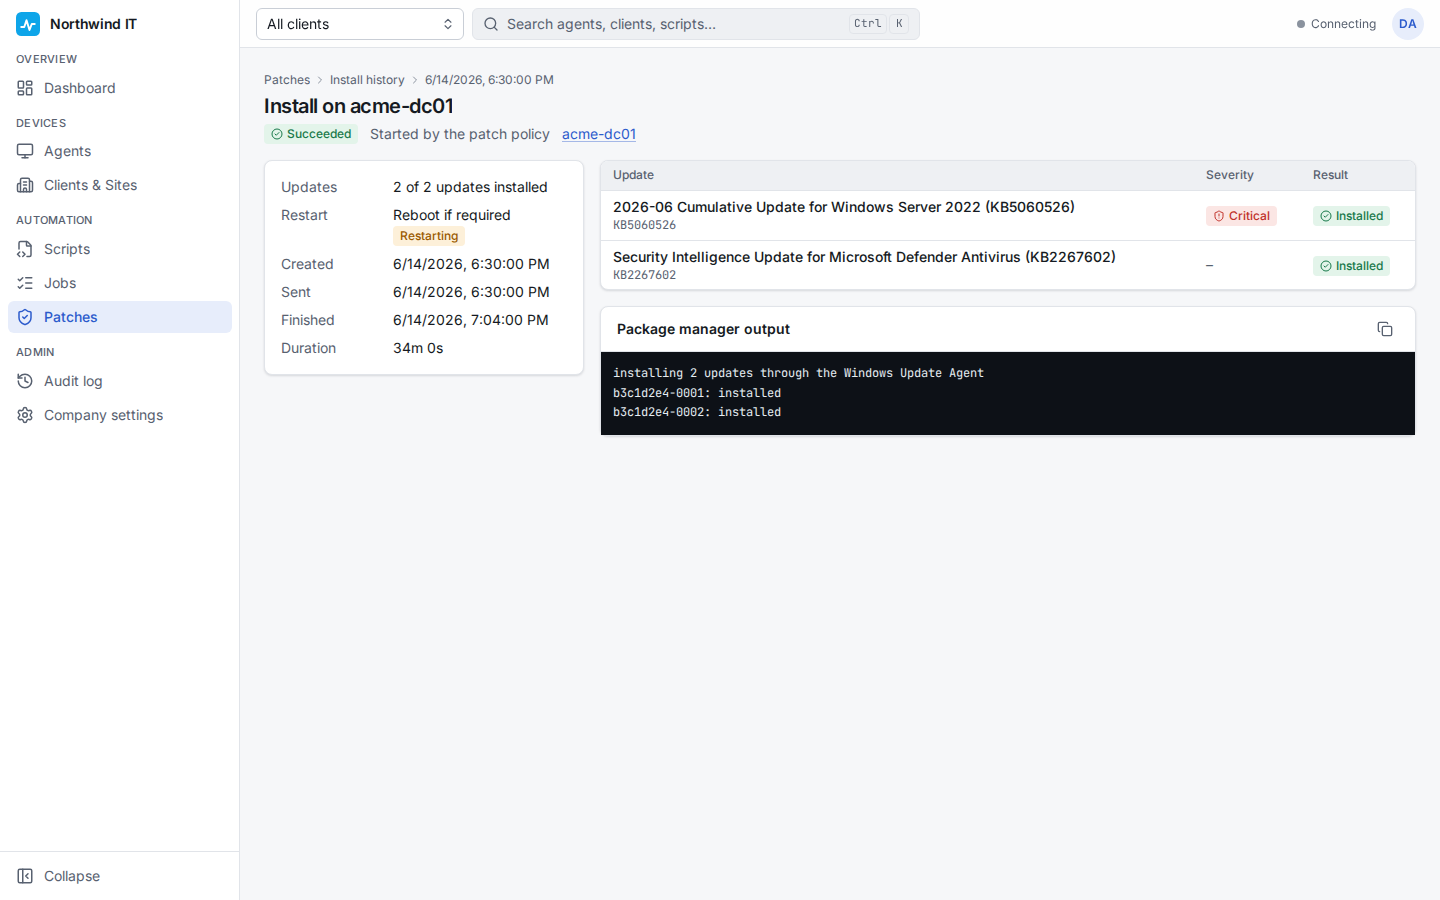 Northwind IT
All clients
Search agents, clients, scripts...
Ctrl K
Connecting
DA
OVERVIEW
Dashboard
DEVICES
Agents
Clients & Sites
AUTOMATION
Scripts
Jobs
Patches
ADMIN
Audit log
Company settings
Collapse
Patches > Install history > 6/14/2026, 6:30:00 PM
Install on acme-dc01
Succeeded Started by the patch policy acme-dc01
Updates 2 of 2 updates installed
Restart Reboot if required
Restarting
Created 6/14/2026, 6:30:00 PM
Sent 6/14/2026, 6:30:00 PM
Finished 6/14/2026, 7:04:00 PM
Duration 34m 0s
Update Severity Result
2026-06 Cumulative Update for Windows Server 2022 (KB5060526) Critical Installed
KB5060526
Security Intelligence Update for Microsoft Defender Antivirus (KB2267602) – Installed
KB2267602
Package manager output
installing 2 updates through the Windows Update Agent
b3c1d2e4-0001: installed
b3c1d2e4-0002: installed